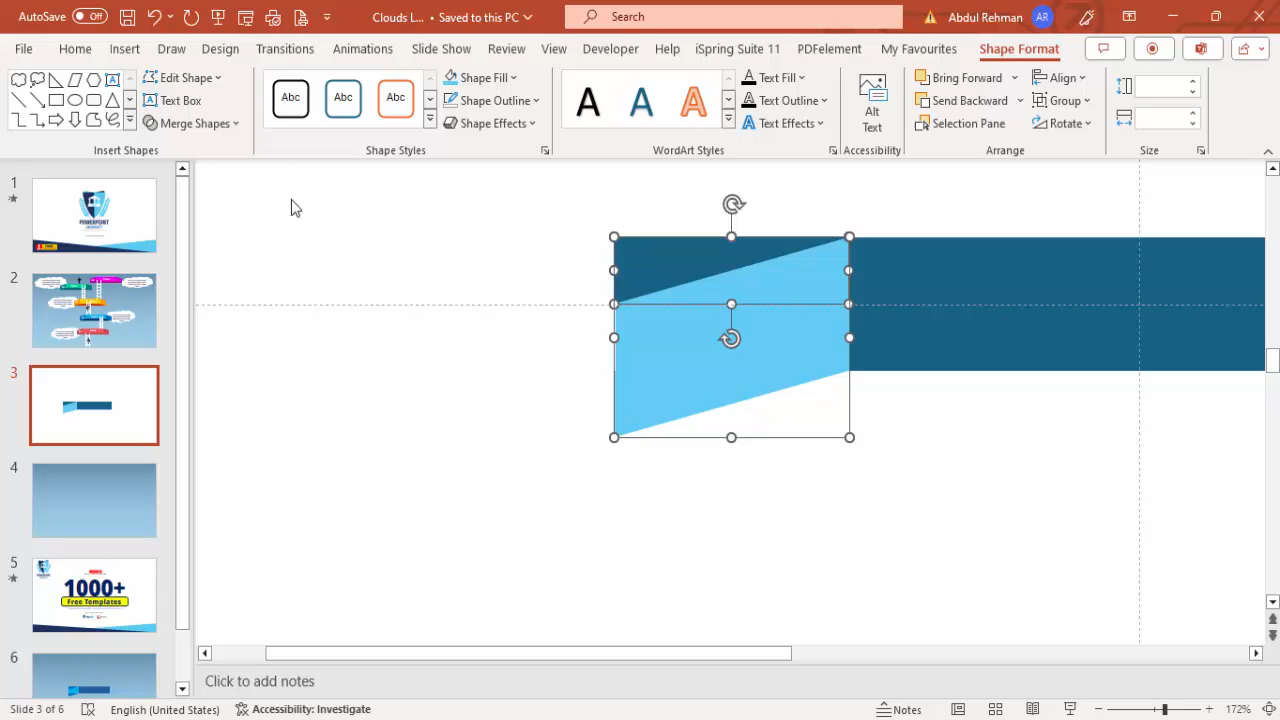 AutoSave Off Clouds L... • Saved to this PC Search Abdul Rehman AR
File Home Insert Draw Design Transitions Animations Slide Show Review View Developer Help iSpring Suite 11 PDFelement My Favourites Shape Format
Edit Shape Text Box Merge Shapes
Insert Shapes
Abc Abc Abc
Shape Fill Shape Outline Shape Effects
Shape Styles
A A A
Text Fill Text Outline Text Effects
WordArt Styles
Alt Text
Accessibility
Bring Forward Send Backward Selection Pane Align Group Rotate
Arrange
Size
1
POWERPOINT
UNIVERSITY
2
3
4
5
1000+
Free Templates
6
Click to add notes
Slide 3 of 6 English (United States) Accessibility: Investigate Notes 172%